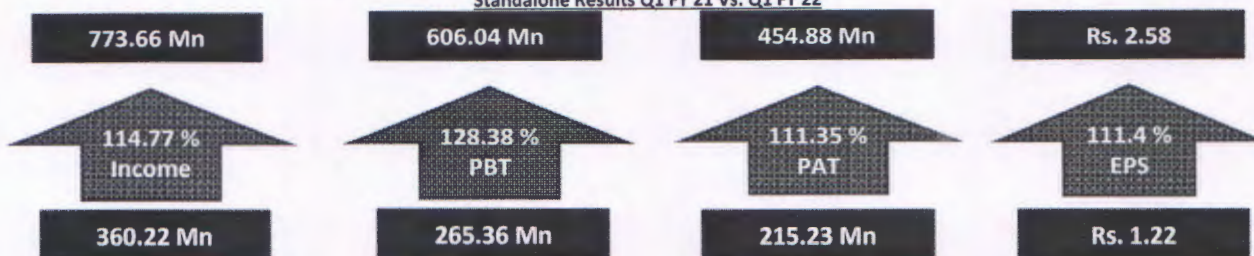 Standalone Results Q1 FY 21 Vs. Q1 FY 22
773.66 Mn 606.04 Mn 454.88 Mn Rs. 2.58
114.77 % 128.38 % 111.35 % 111.4 %
Income PBT PAT EPS
360.22 Mn 265.36 Mn 215.23 Mn Rs. 1.22